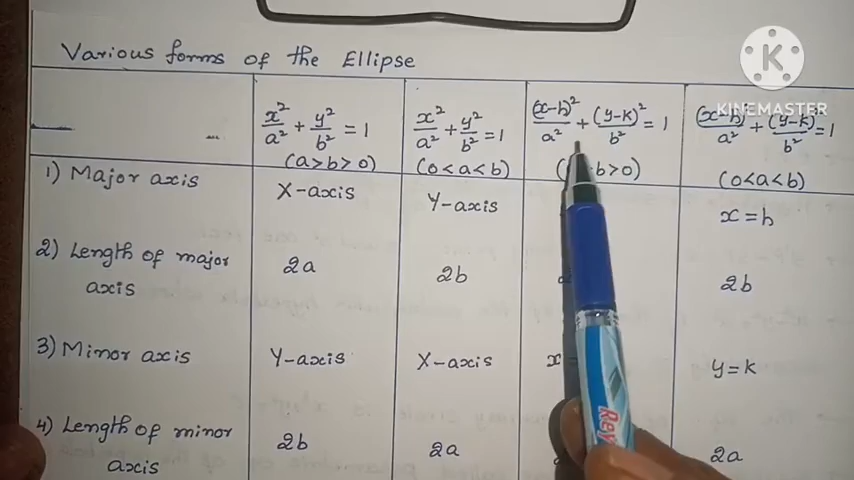 Various forms of the Ellipse
x²/a² + y²/b² = 1 (a>b>0)
x²/a² + y²/b² = 1 (0<a<b)
(x-h)²/a² + (y-k)²/b² = 1 ( b>0)
(x-h)²/a² + (y-k)²/b² = 1 (0<a<b)
1) Major axis X-axis Y-axis x=h
2) Length of major axis 2a 2b 2b
3) Minor axis Y-axis X-axis x y=k
4) Length of minor axis 2b 2a 2a
KINEMASTER
Rey